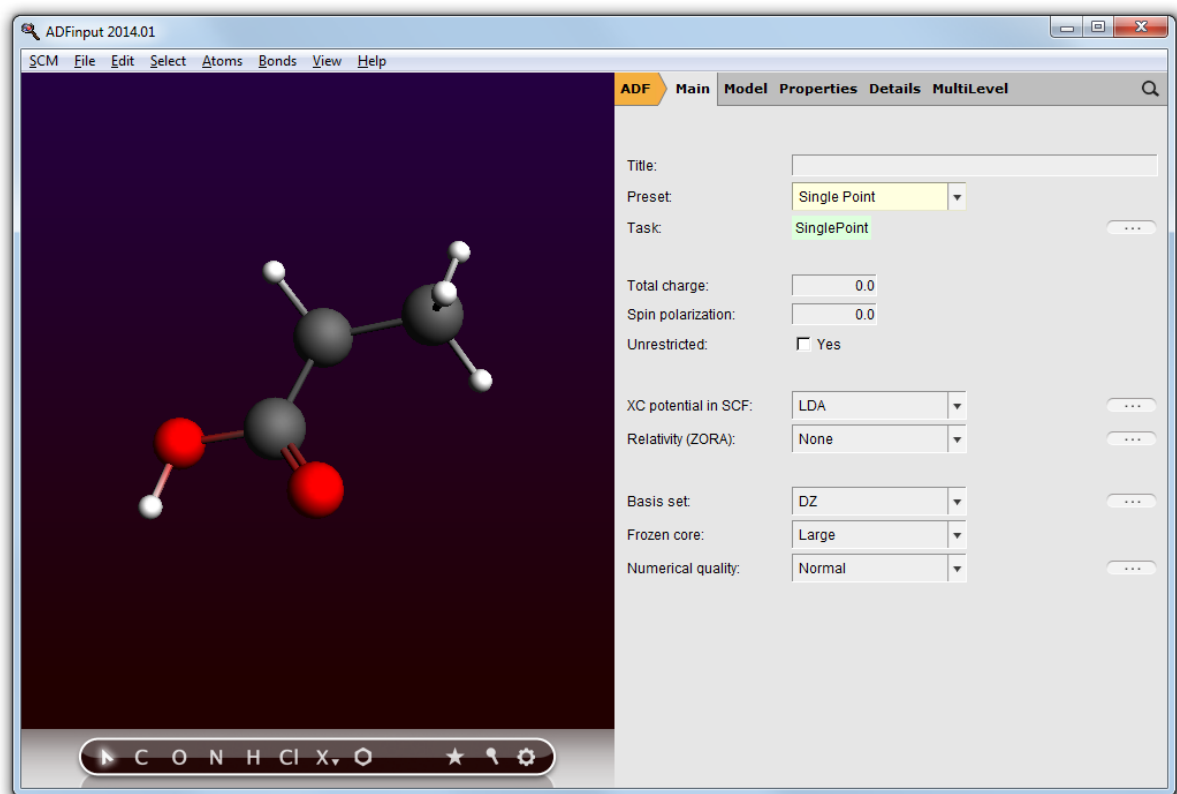 ADFinput 2014.01
SCM File Edit Select Atoms Bonds View Help
ADF Main Model Properties Details MultiLevel
Title:
Preset: Single Point
Task: SinglePoint ...
Total charge: 0.0
Spin polarization: 0.0
Unrestricted: Yes
XC potential in SCF: LDA ...
Relativity (ZORA): None ...
Basis set: DZ ...
Frozen core: Large
Numerical quality: Normal ...
C O N H Cl X